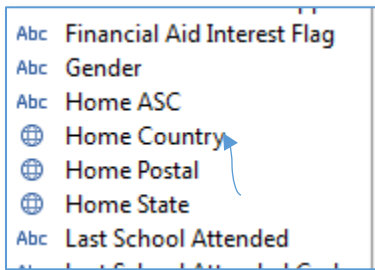 Abc Financial Aid Interest Flag
Abc Gender
Abc Home ASC
Home Country
Home Postal
Home State
Abc Last School Attended